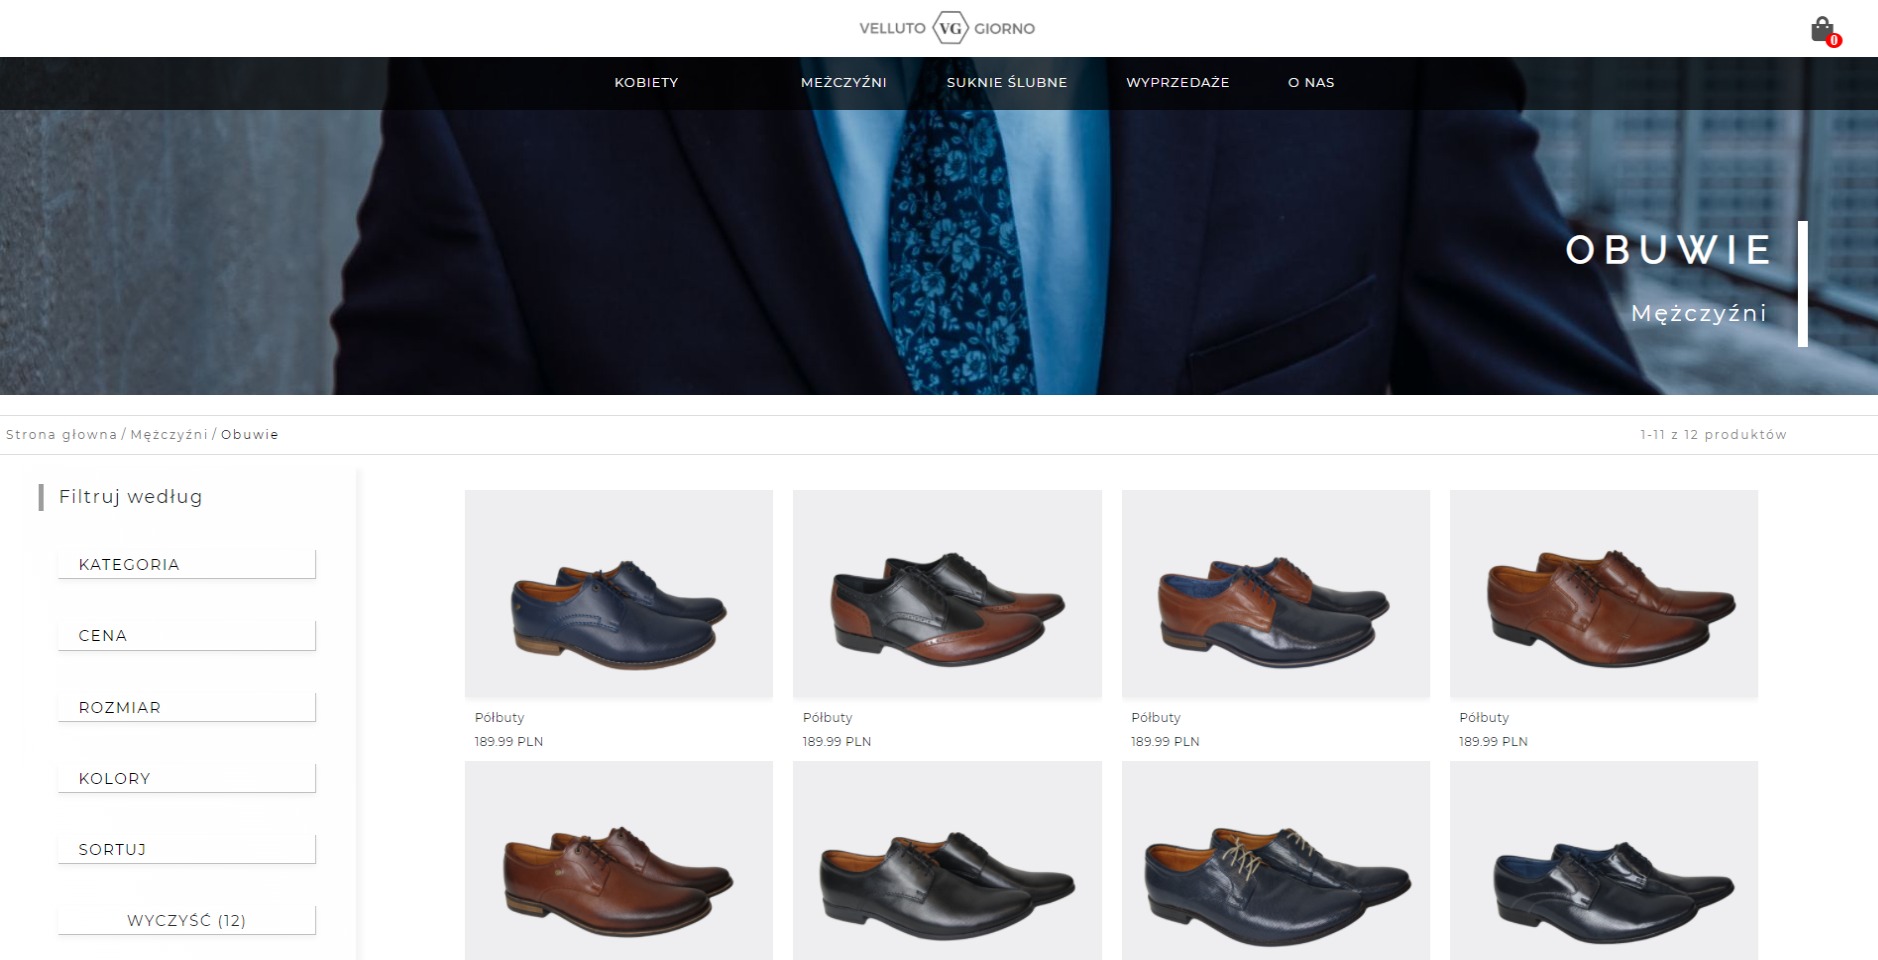 VELLUTO VG GIORNO
0
KOBIETY MEŻCZYŹNI SUKNIE ŚLUBNE WYPRZEDAŻE O NAS
OBUWIE
Mężczyźni
Strona głowna / Mężczyźni / Obuwie
1-11 z 12 produktów
Filtruj według
KATEGORIA
CENA
ROZMIAR
KOLORY
SORTUJ
WYCZYŚĆ (12)
Półbuty
189.99 PLN
Półbuty
189.99 PLN
Półbuty
189.99 PLN
Półbuty
189.99 PLN